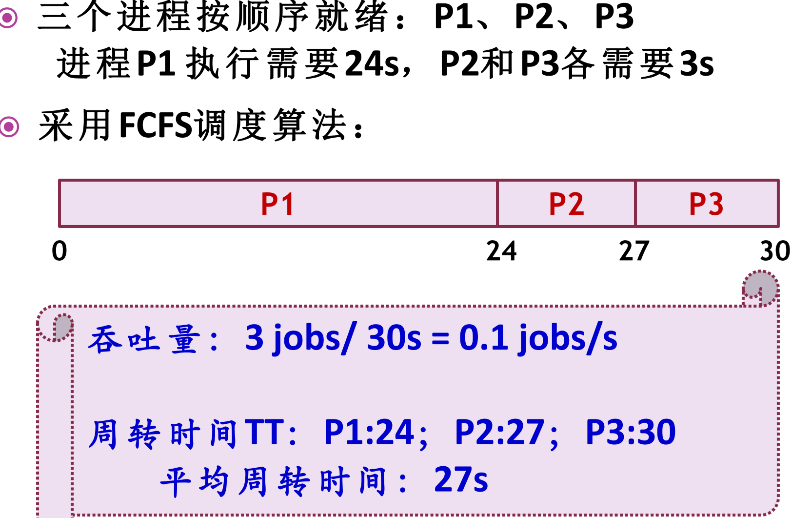 三个进程按顺序就绪：P1、P2、P3
进程P1 执行需要24s，P2和P3各需要3s
采用FCFS调度算法：
P1 P2 P3
0 24 27 30
吞吐量：3 jobs/ 30s = 0.1 jobs/s
周转时间TT：P1:24；P2:27；P3:30
平均周转时间：27s